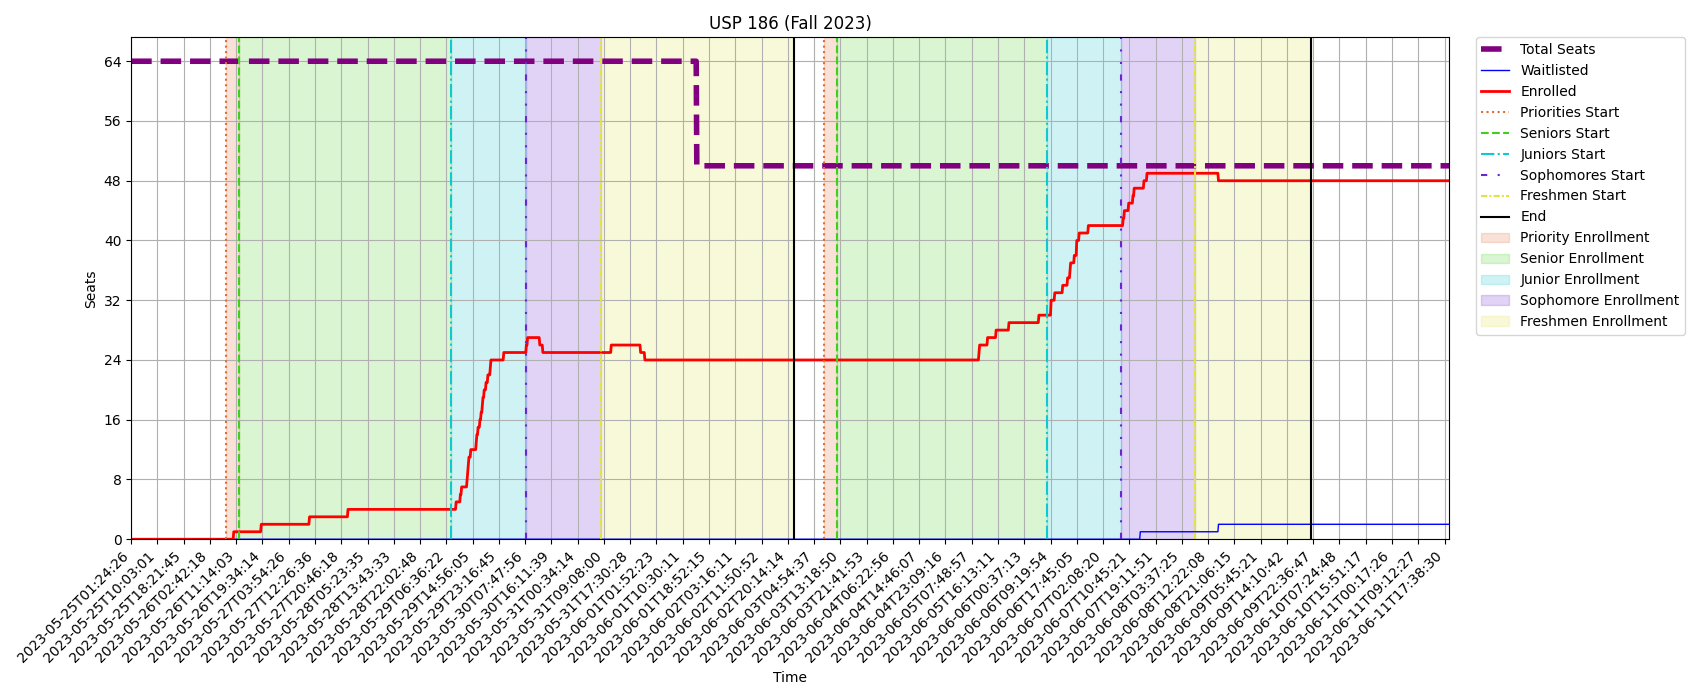 USP 186 (Fall 2023)
Seats
64
56
48
40
32
24
16
8
0
2023-05-25T01:24:26
2023-05-25T10:03:01
2023-05-25T18:21:45
2023-05-26T02:42:18
2023-05-26T11:14:03
2023-05-26T19:34:14
2023-05-27T03:54:26
2023-05-27T12:26:36
2023-05-27T20:46:18
2023-05-28T05:23:35
2023-05-28T13:43:33
2023-05-28T22:02:48
2023-05-29T06:36:22
2023-05-29T14:56:05
2023-05-29T23:16:45
2023-05-30T07:47:56
2023-05-30T16:11:39
2023-05-31T00:34:14
2023-05-31T09:08:00
2023-05-31T17:30:28
2023-06-01T01:52:23
2023-06-01T10:30:11
2023-06-01T18:52:15
2023-06-02T03:16:11
2023-06-02T11:50:52
2023-06-02T20:14:14
2023-06-03T04:54:37
2023-06-03T13:18:50
2023-06-03T21:41:53
2023-06-04T06:22:56
2023-06-04T14:46:07
2023-06-04T23:09:16
2023-06-05T07:48:57
2023-06-05T16:13:11
2023-06-06T00:37:13
2023-06-06T09:19:54
2023-06-06T17:45:05
2023-06-07T02:08:20
2023-06-07T10:45:21
2023-06-07T19:11:51
2023-06-08T03:37:25
2023-06-08T12:22:08
2023-06-08T21:06:15
2023-06-09T05:45:21
2023-06-09T14:10:42
2023-06-09T22:36:47
2023-06-10T07:24:48
2023-06-10T15:51:17
2023-06-11T00:17:26
2023-06-11T09:12:27
2023-06-11T17:38:30
Time
Total Seats
Waitlisted
Enrolled
Priorities Start
Seniors Start
Juniors Start
Sophomores Start
Freshmen Start
End
Priority Enrollment
Senior Enrollment
Junior Enrollment
Sophomore Enrollment
Freshmen Enrollment